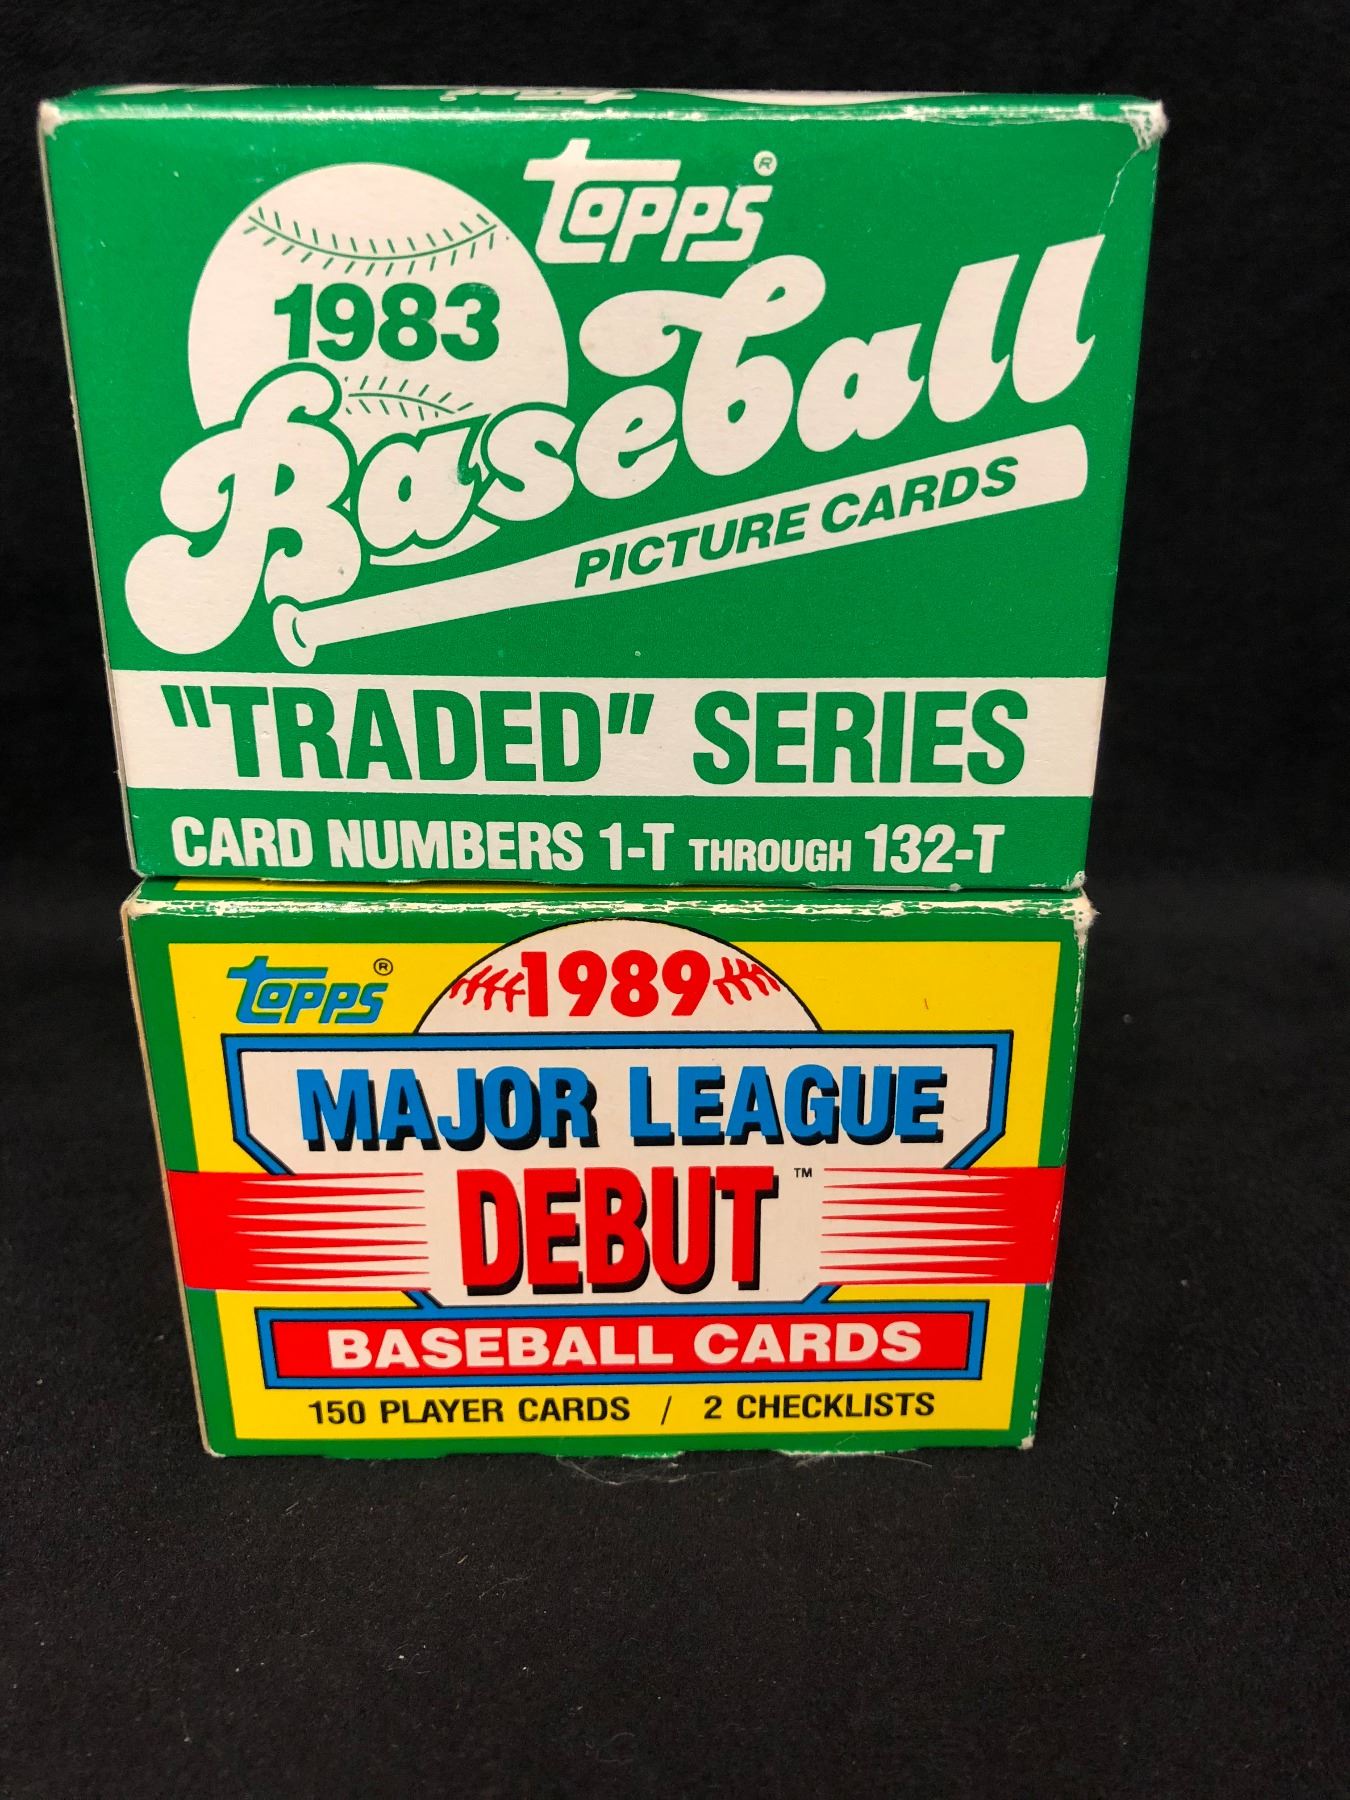 Topps®
1983
Baseball
PICTURE CARDS
"TRADED" SERIES
CARD NUMBERS 1-T THROUGH 132-T
Topps®
1989
MAJOR LEAGUE
DEBUT™
BASEBALL CARDS
150 PLAYER CARDS / 2 CHECKLISTS